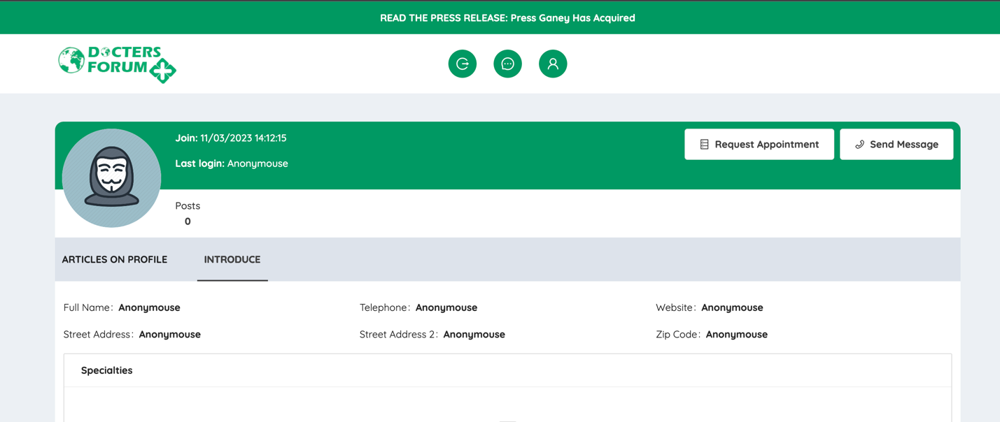 READ THE PRESS RELEASE: Press Ganey Has Acquired
DOCTERS
FORUM
Join: 11/03/2023 14:12:15
Last login: Anonymouse
Request Appointment
Send Message
Posts
0
ARTICLES ON PROFILE
INTRODUCE
Full Name: Anonymouse
Telephone: Anonymouse
Website: Anonymouse
Street Address: Anonymouse
Street Address 2: Anonymouse
Zip Code: Anonymouse
Specialties